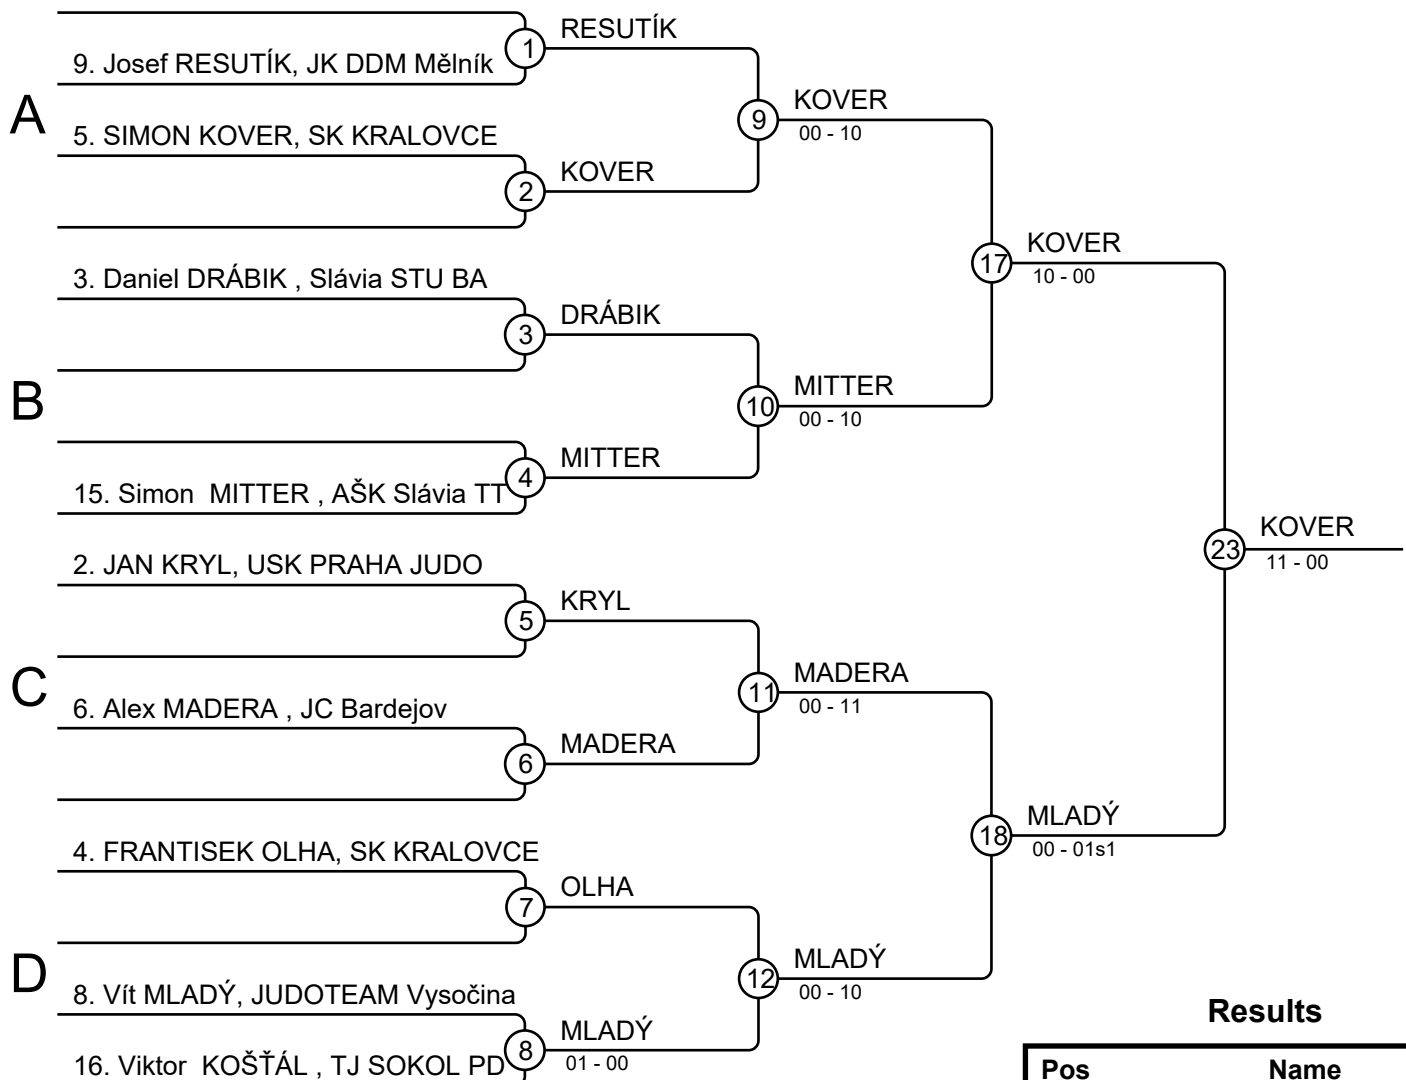 RESUTÍK
1
9. Josef RESUTÍK, JK DDM Mělník
A
KOVER
9
00 - 10
5. SIMON KOVER, SK KRALOVCE
KOVER
2
KOVER
17
10 - 00
3. Daniel DRÁBIK , Slávia STU BA
DRÁBIK
3
B
MITTER
10
00 - 10
MITTER
4
15. Simon  MITTER , AŠK Slávia TT
KOVER
23
11 - 00
2. JAN KRYL, USK PRAHA JUDO
KRYL
5
C
MADERA
11
00 - 11
6. Alex MADERA , JC Bardejov
MADERA
6
MLADÝ
18
00 - 01s1
4. FRANTISEK OLHA, SK KRALOVCE
OLHA
7
D
MLADÝ
12
00 - 10
8. Vít MLADÝ, JUDOTEAM Vysočina
MLADÝ
8
01 - 00
16. Viktor  KOŠŤÁL , TJ SOKOL PD
Results
Pos Name